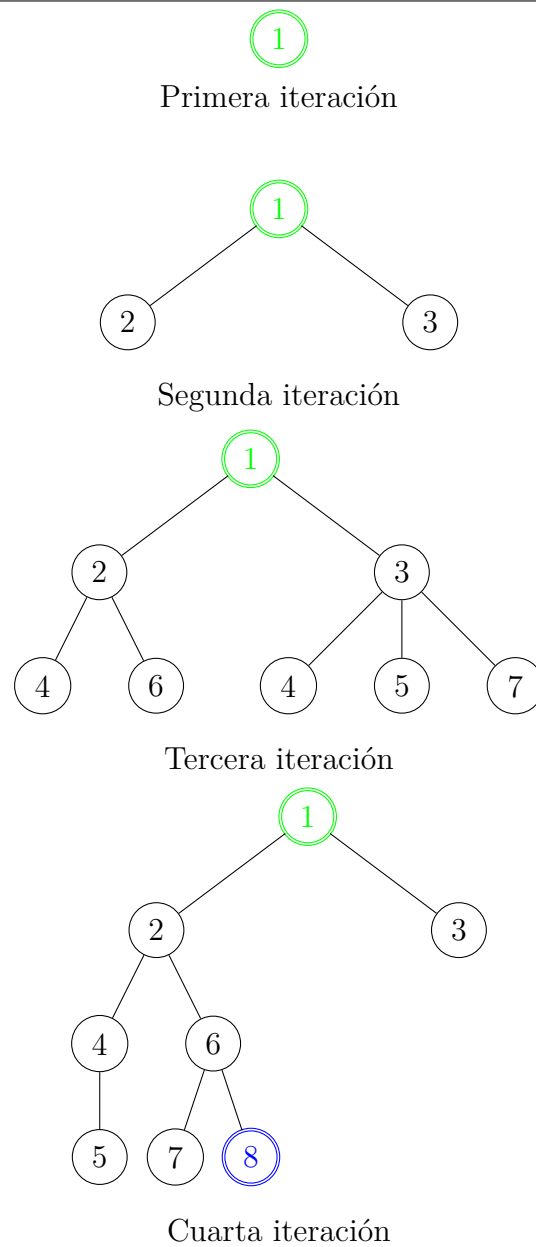 1
Primera iteración
1
2 3
Segunda iteración
1
2 3
4 6 4 5 7
Tercera iteración
1
2 3
4 6
5 7 8
Cuarta iteración